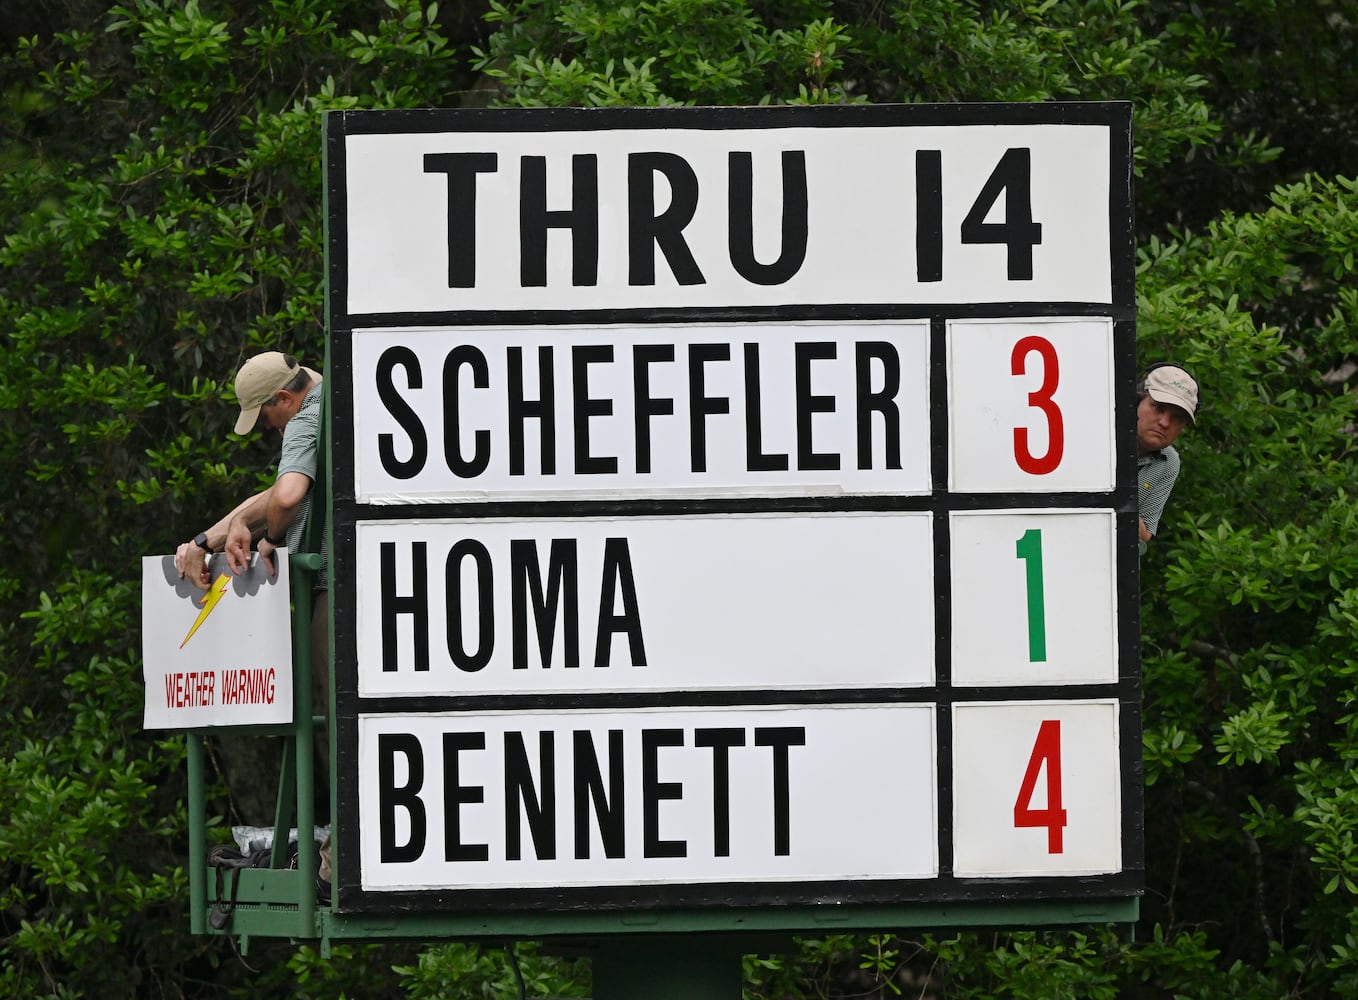 THRU 14
SCHEFFLER 3
HOMA 1
BENNETT 4
WEATHER WARNING